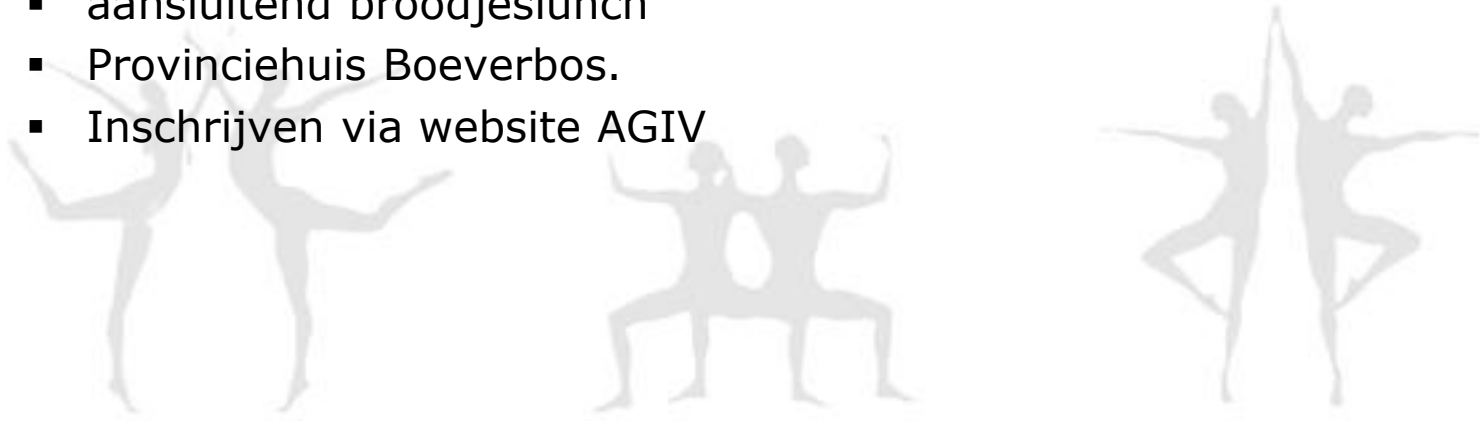 ▪ aansluitend broodjeslunch
▪ Provinciehuis Boeverbos.
▪ Inschrijven via website AGIV